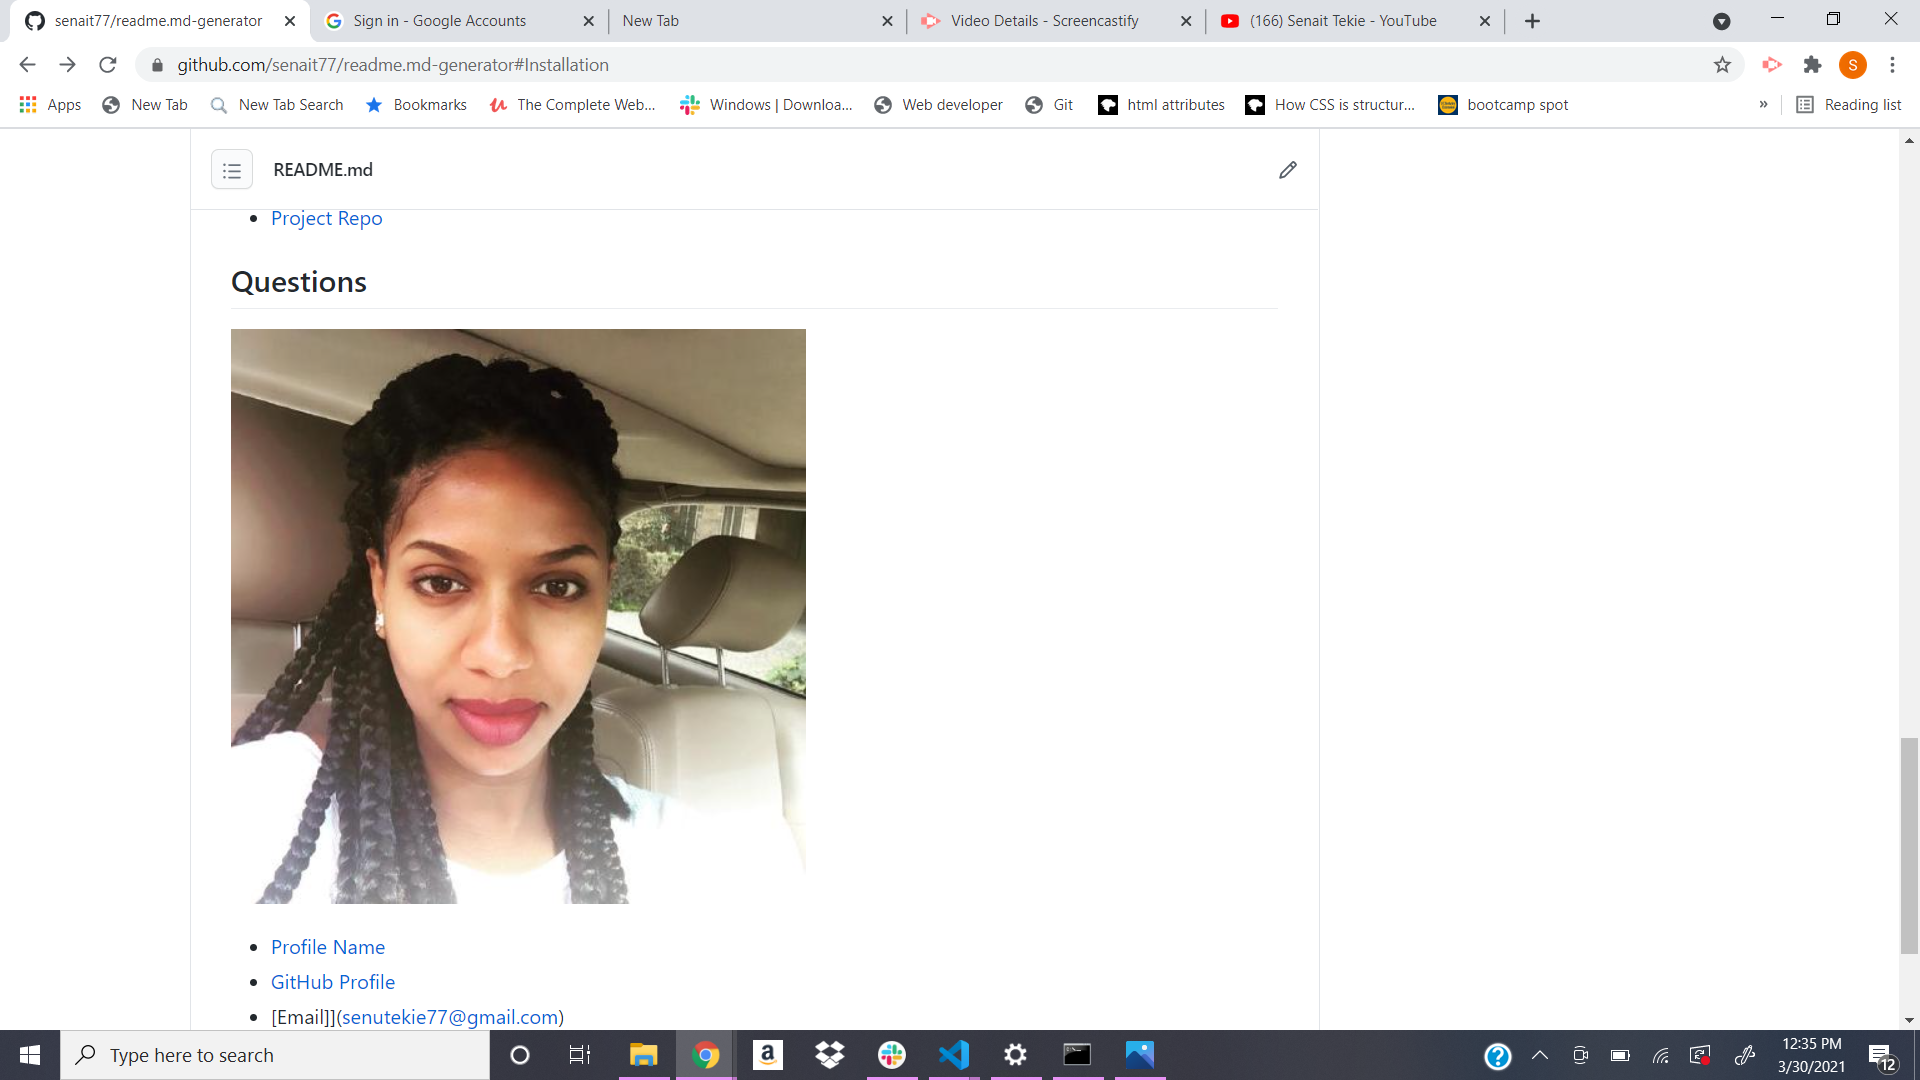 senait77/readme.md-generator
Sign in - Google Accounts
New Tab
Video Details - Screencastify
(166) Senait Tekie - YouTube
github.com/senait77/readme.md-generator#Installation
S
Apps
New Tab
New Tab Search
Bookmarks
The Complete Web...
Windows | Downloa...
Web developer
Git
html attributes
How CSS is structur...
bootcamp spot
»
Reading list
README.md
Project Repo
Questions
Profile Name
GitHub Profile
[Email]](senutekie77@gmail.com)
Type here to search
12:35 PM
3/30/2021
12